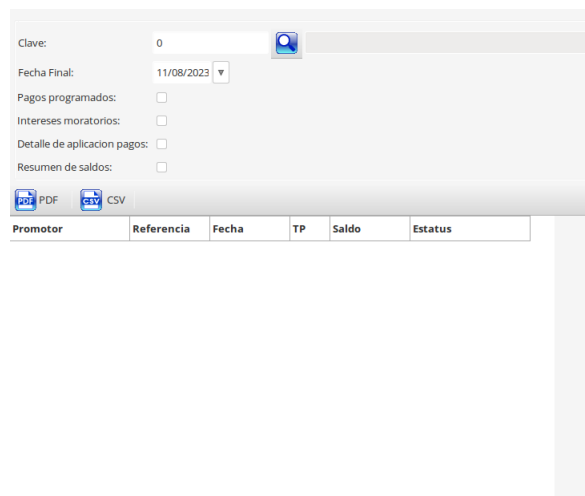 Clave: 0
Fecha Final: 11/08/2023
Pagos programados:
Intereses moratorios:
Detalle de aplicacion pagos:
Resumen de saldos:
PDF PDF CSV CSV
Promotor Referencia Fecha TP Saldo Estatus